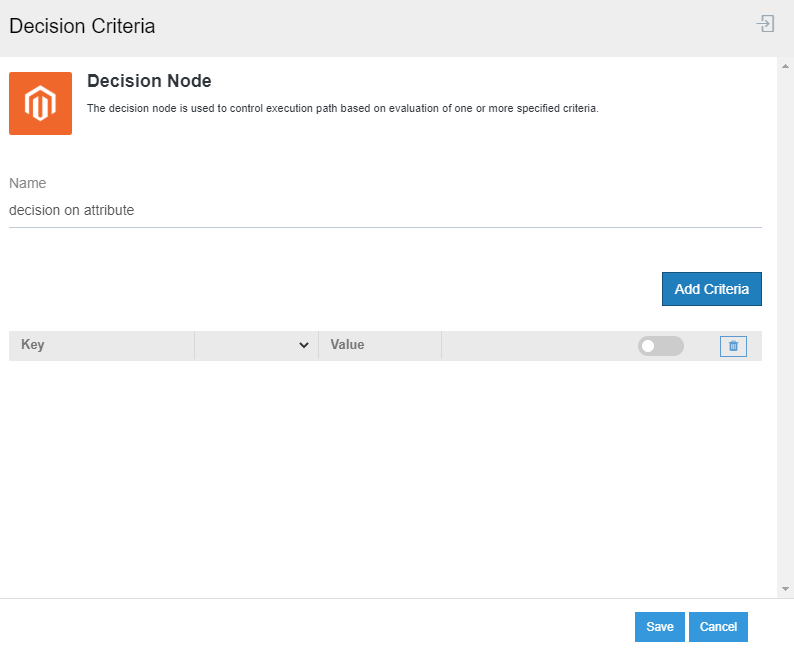 Decision Criteria
Decision Node
The decision node is used to control execution path based on evaluation of one or more specified criteria.
Name
decision on attribute
Add Criteria
Key Value
Save Cancel